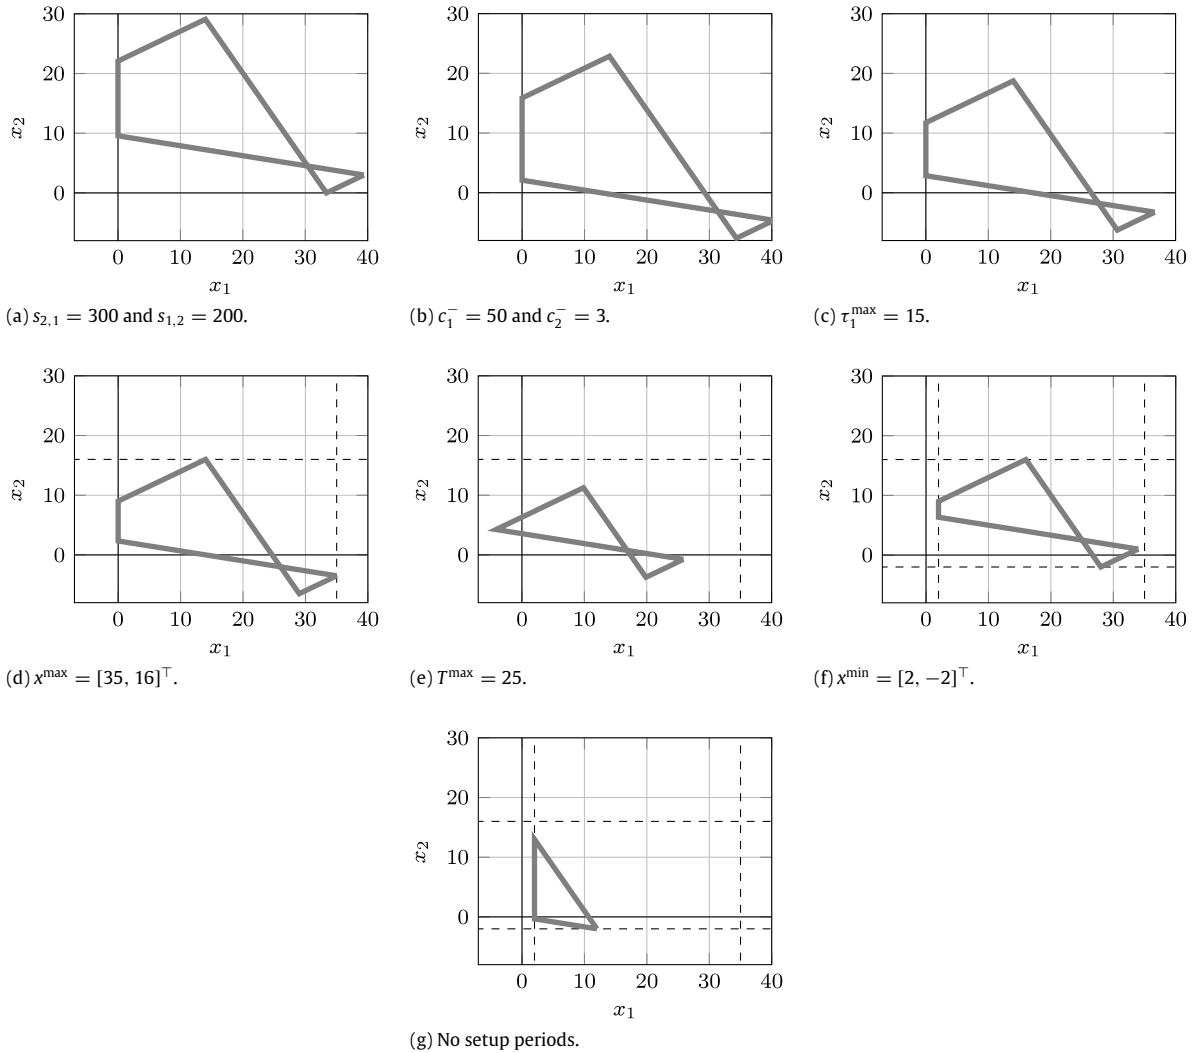 30
20
10
0
x₂
0 10 20 30 40
x₁
(a) s₂,₁ = 300 and s₁,₂ = 200.
30
20
10
0
x₂
0 10 20 30 40
x₁
(b) c₁⁻ = 50 and c₂⁻ = 3.
30
20
10
0
x₂
0 10 20 30 40
x₁
(c) τ₁ᵐᵃˣ = 15.
30
20
10
0
x₂
0 10 20 30 40
x₁
(d) xᵐᵃˣ = [35, 16]⊤.
30
20
10
0
x₂
0 10 20 30 40
x₁
(e) Tᵐᵃˣ = 25.
30
20
10
0
x₂
0 10 20 30 40
x₁
(f) xᵐⁱⁿ = [2, −2]⊤.
30
20
10
0
x₂
0 10 20 30 40
x₁
(g) No setup periods.